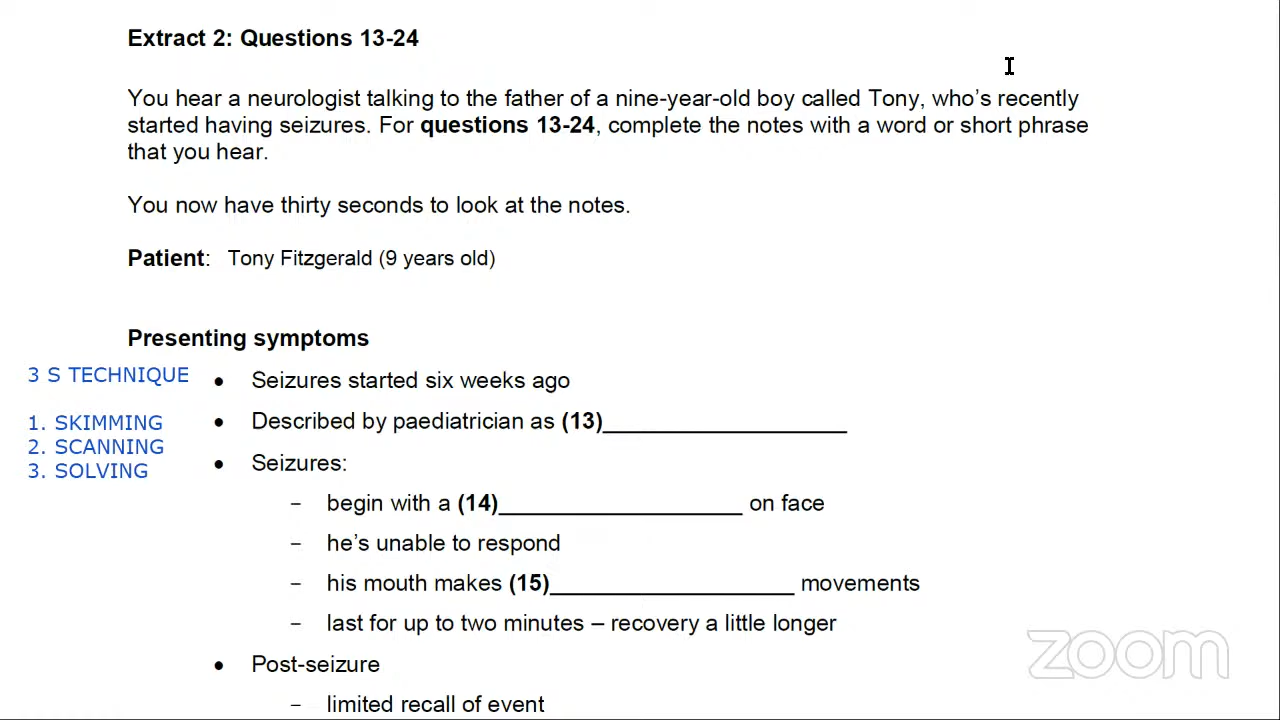 Extract 2: Questions 13-24
You hear a neurologist talking to the father of a nine-year-old boy called Tony, who's recently
started having seizures. For questions 13-24, complete the notes with a word or short phrase
that you hear.
You now have thirty seconds to look at the notes.
Patient: Tony Fitzgerald (9 years old)
Presenting symptoms
3 S TECHNIQUE
1. SKIMMING
2. SCANNING
3. SOLVING
• Seizures started six weeks ago
• Described by paediatrician as (13)____________________
• Seizures:
– begin with a (14)____________________ on face
– he's unable to respond
– his mouth makes (15)____________________ movements
– last for up to two minutes – recovery a little longer
• Post-seizure
– limited recall of event
zoom